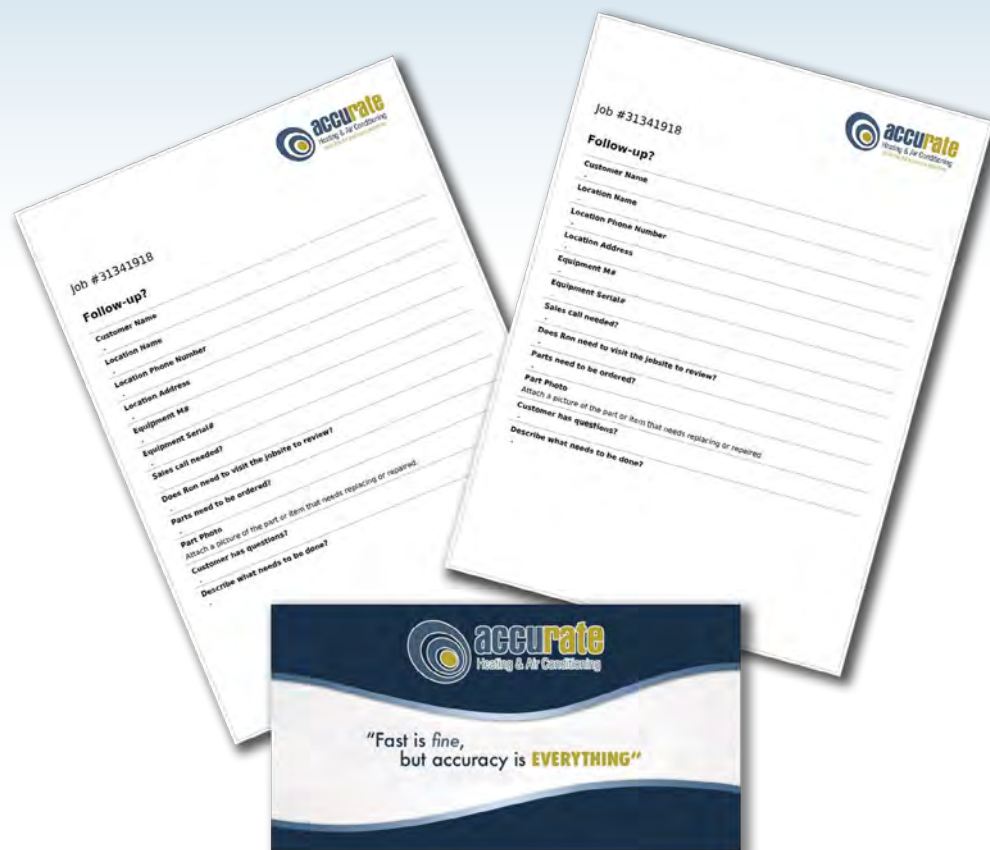 accurate
Heating & Air Conditioning
Job #31341918
Follow-up?
Customer Name
-
Location Name
-
Location Phone Number
-
Location Address
-
Equipment M#
-
Equipment Serial#
-
Sales call needed?
-
Does Ron need to visit the jobsite to review?
-
Parts need to be ordered?
-
Part Photo
Attach a picture of the part or item that needs replacing or repaired
Customer has questions?
-
Describe what needs to be done?
-
accurate
Heating & Air Conditioning
Job #31341918
Follow-up?
Customer Name
-
Location Name
-
Location Phone Number
-
Location Address
-
Equipment M#
-
Equipment Serial#
-
Sales call needed?
-
Does Ron need to visit the jobsite to review?
-
Parts need to be ordered?
-
Part Photo
Attach a picture of the part or item that needs replacing or repaired
Customer has questions?
-
Describe what needs to be done?
-
accurate
Heating & Air Conditioning
"Fast is fine,
but accuracy is EVERYTHING"